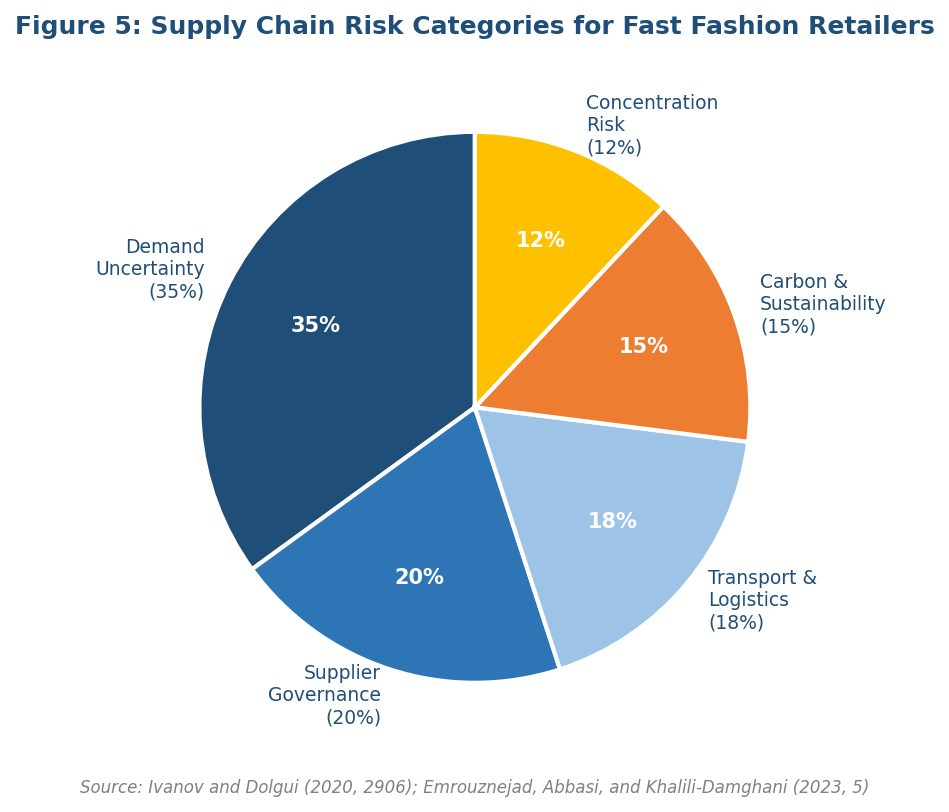 Figure 5: Supply Chain Risk Categories for Fast Fashion Retailers
Concentration
Risk
(12%)
12%
Demand
Uncertainty
(35%)
35%
Carbon &
Sustainability
(15%)
15%
18%
Transport &
Logistics
(18%)
20%
Supplier
Governance
(20%)
Source: Ivanov and Dolgui (2020, 2906); Emrouznejad, Abbasi, and Khalili-Damghani (2023, 5)